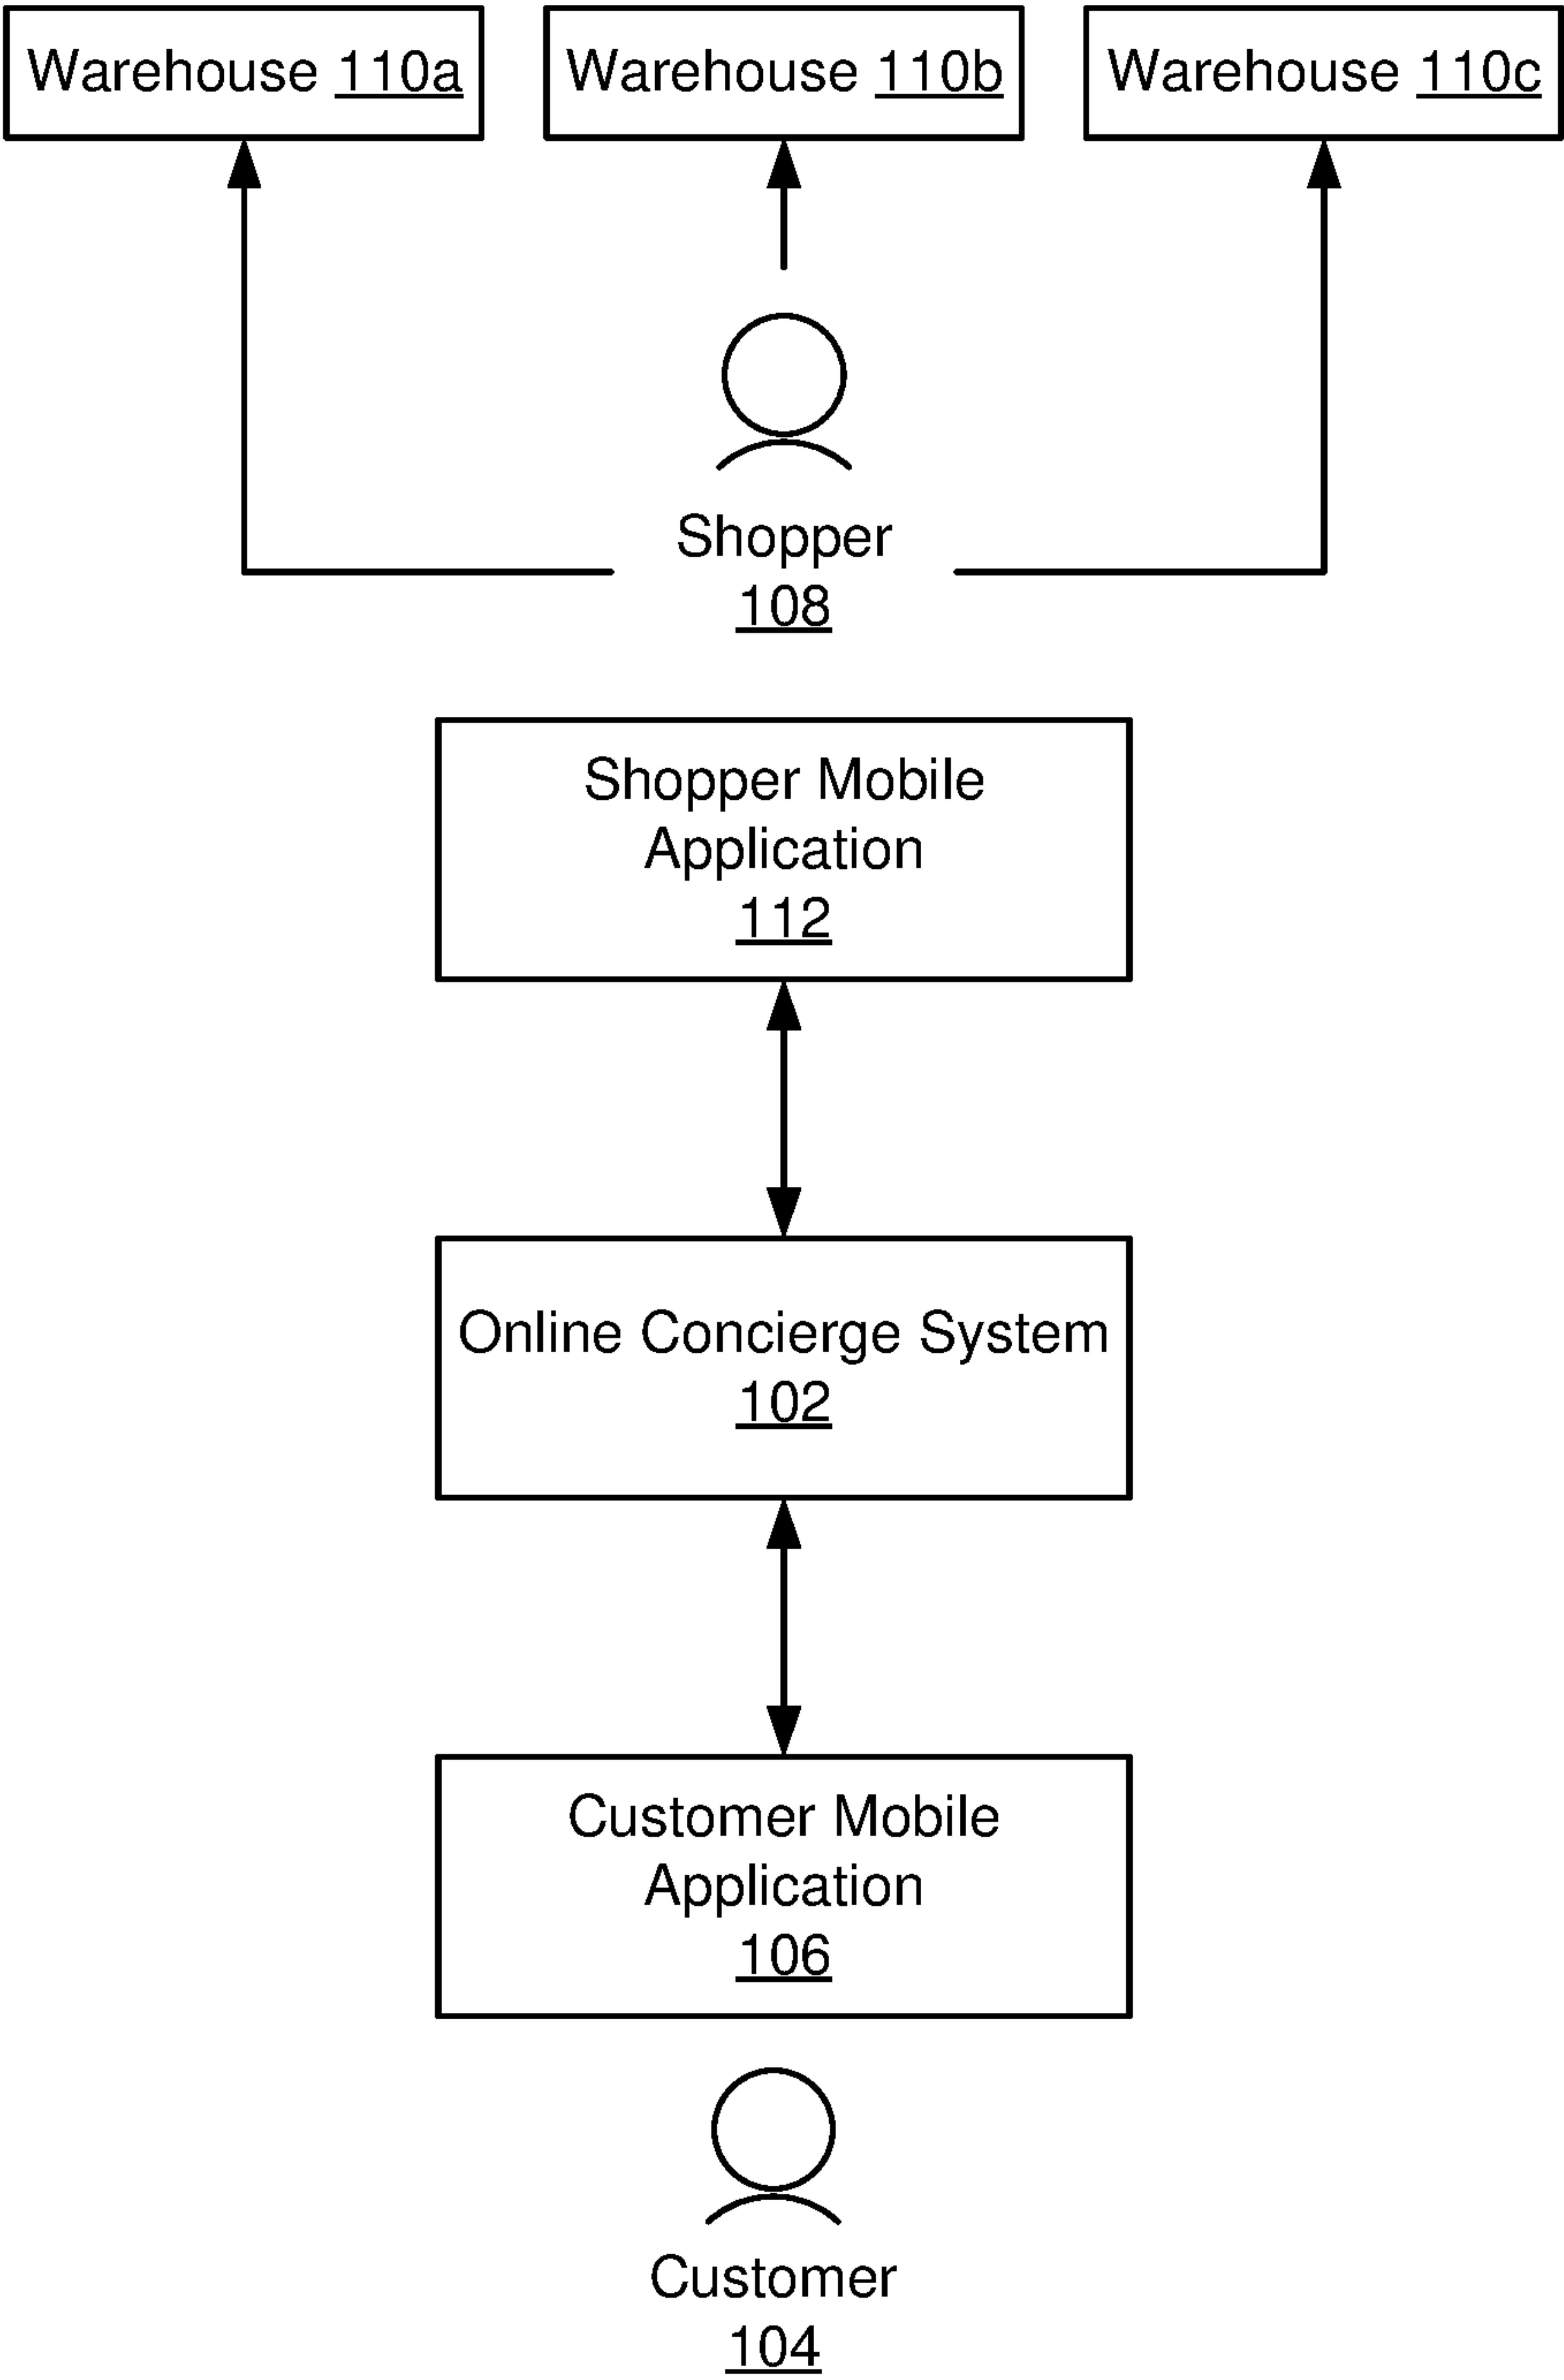 Warehouse 110a
Warehouse 110b
Warehouse 110c
Shopper
108
Shopper Mobile
Application
112
Online Concierge System
102
Customer Mobile
Application
106
Customer
104